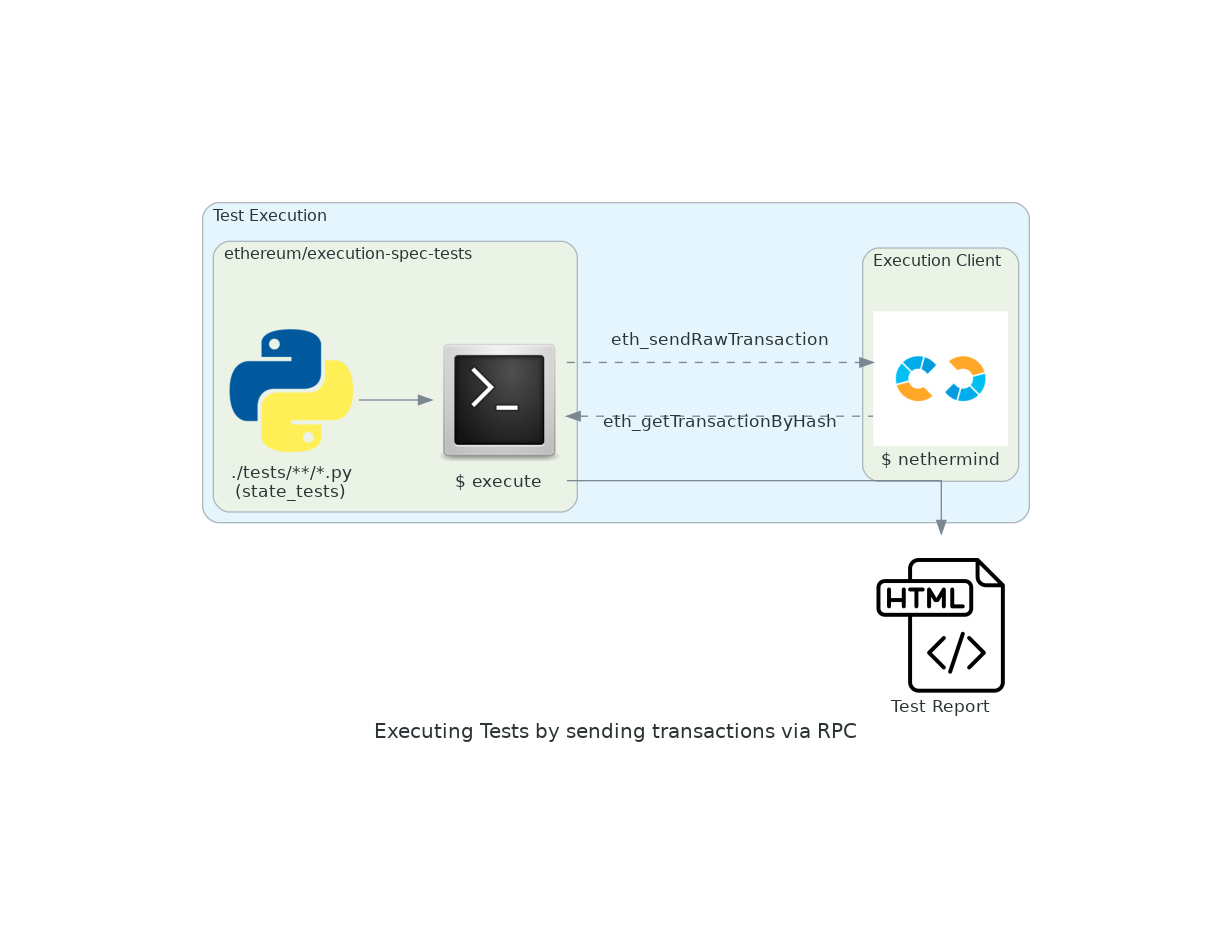 Test Execution
ethereum/execution-spec-tests
Execution Client
eth_sendRawTransaction
>_
eth_getTransactionByHash
$ nethermind
./tests/**/*.py
(state_tests)
$ execute
HTML
</>
Test Report
Executing Tests by sending transactions via RPC